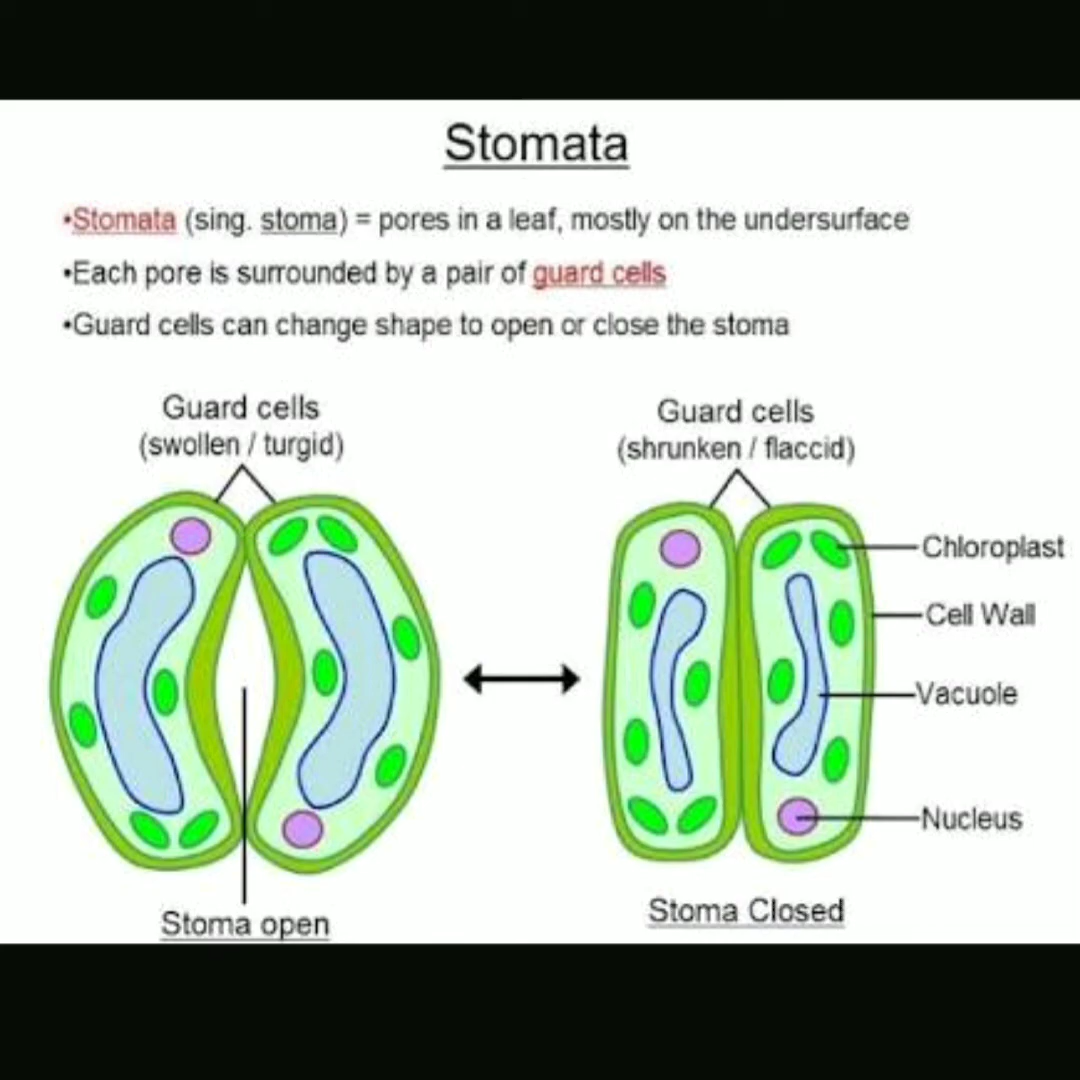 Stomata
•Stomata (sing. stoma) = pores in a leaf, mostly on the undersurface
•Each pore is surrounded by a pair of guard cells
•Guard cells can change shape to open or close the stoma
Guard cells
(swollen / turgid)
Guard cells
(shrunken / flaccid)
Chloroplast
Cell Wall
Vacuole
Nucleus
Stoma open
Stoma Closed